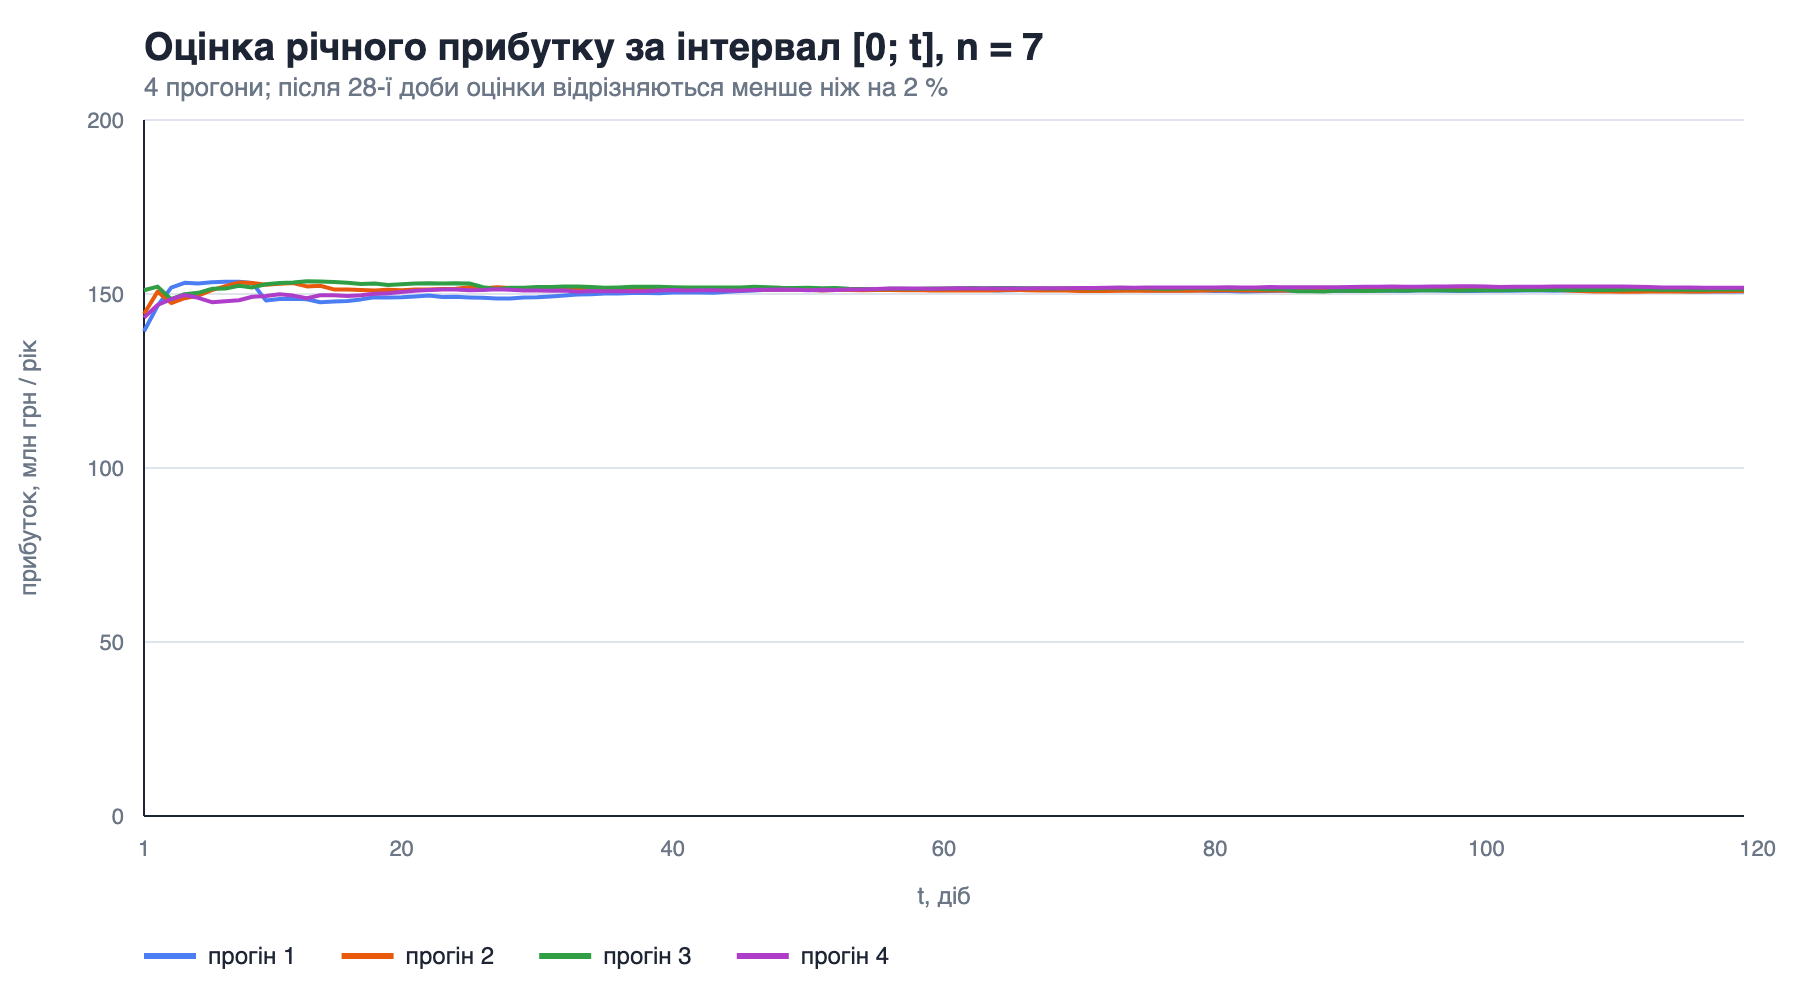 Оцінка річного прибутку за інтервал [0; t], n = 7
4 прогони; після 28-ї доби оцінки відрізняються менше ніж на 2 %
200
150
100
50
0
прибуток, млн грн / рік
1 20 40 60 80 100 120
t, діб
прогін 1 прогін 2 прогін 3 прогін 4